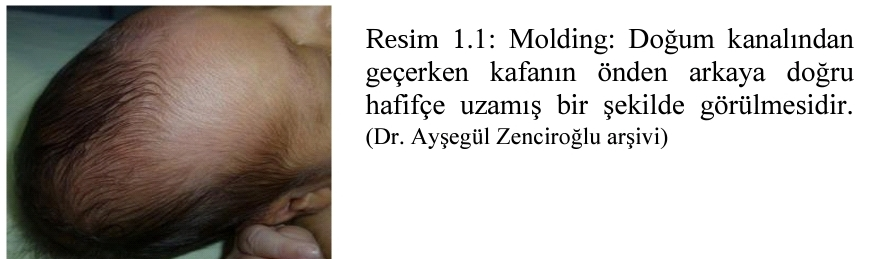 Resim 1.1: Molding: Doğum kanalından
geçerken kafanın önden arkaya doğru
hafifçe uzamış bir şekilde görülmesidir.
(Dr. Ayşegül Zenciroğlu arşivi)